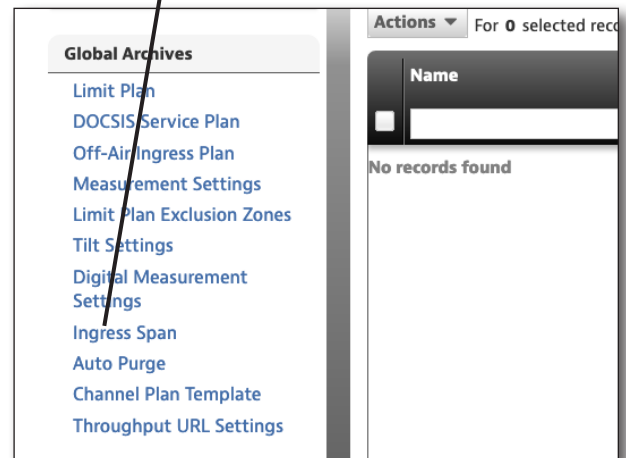 Global Archives
Limit Plan
DOCSIS Service Plan
Off-Air Ingress Plan
Measurement Settings
Limit Plan Exclusion Zones
Tilt Settings
Digital Measurement
Settings
Ingress Span
Auto Purge
Channel Plan Template
Throughput URL Settings
Actions For 0 selected reco
Name
No records found